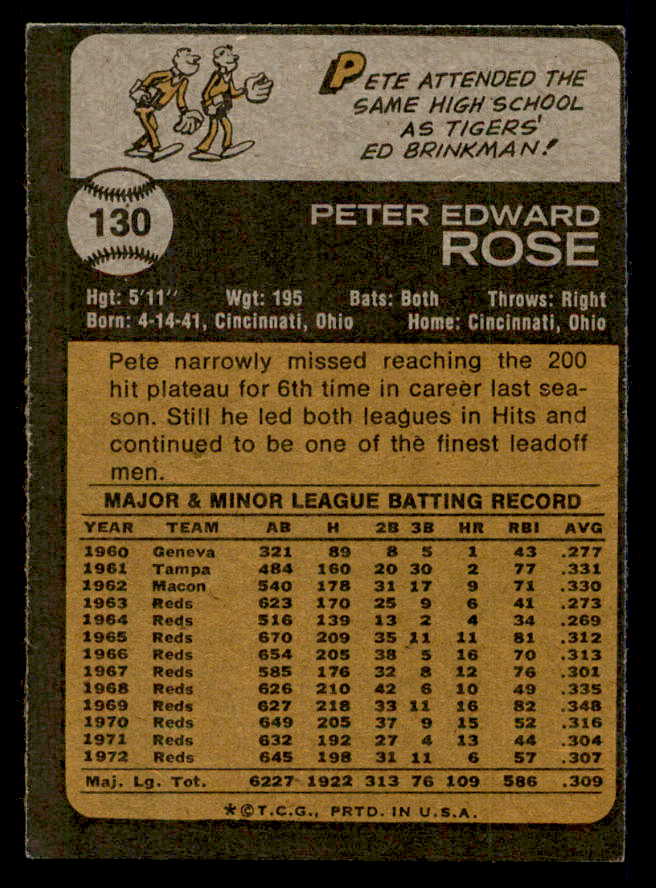 PETE ATTENDED THE
SAME HIGH SCHOOL
AS TIGERS'
ED BRINKMAN!
130
PETER EDWARD
ROSE
Hgt: 5'11" Wgt: 195 Bats: Both Throws: Right
Born: 4-14-41, Cincinnati, Ohio Home: Cincinnati, Ohio
Pete narrowly missed reaching the 200
hit plateau for 6th time in career last sea-
son. Still he led both leagues in Hits and
continued to be one of the finest leadoff
men.
MAJOR & MINOR LEAGUE BATTING RECORD
YEAR TEAM AB H 2B 3B HR RBI AVG
1960 Geneva 321 89 8 5 1 43 .277
1961 Tampa 484 160 20 30 2 77 .331
1962 Macon 540 178 31 17 9 71 .330
1963 Reds 623 170 25 9 6 41 .273
1964 Reds 516 139 13 2 4 34 .269
1965 Reds 670 209 35 11 11 81 .312
1966 Reds 654 205 38 5 16 70 .313
1967 Reds 585 176 32 8 12 76 .301
1968 Reds 626 210 42 6 10 49 .335
1969 Reds 627 218 33 11 16 82 .348
1970 Reds 649 205 37 9 15 52 .316
1971 Reds 632 192 27 4 13 44 .304
1972 Reds 645 198 31 11 6 57 .307
Maj. Lg. Tot. 6227 1922 313 76 109 586 .309
*©T.C.G., PRTD. IN U.S.A.